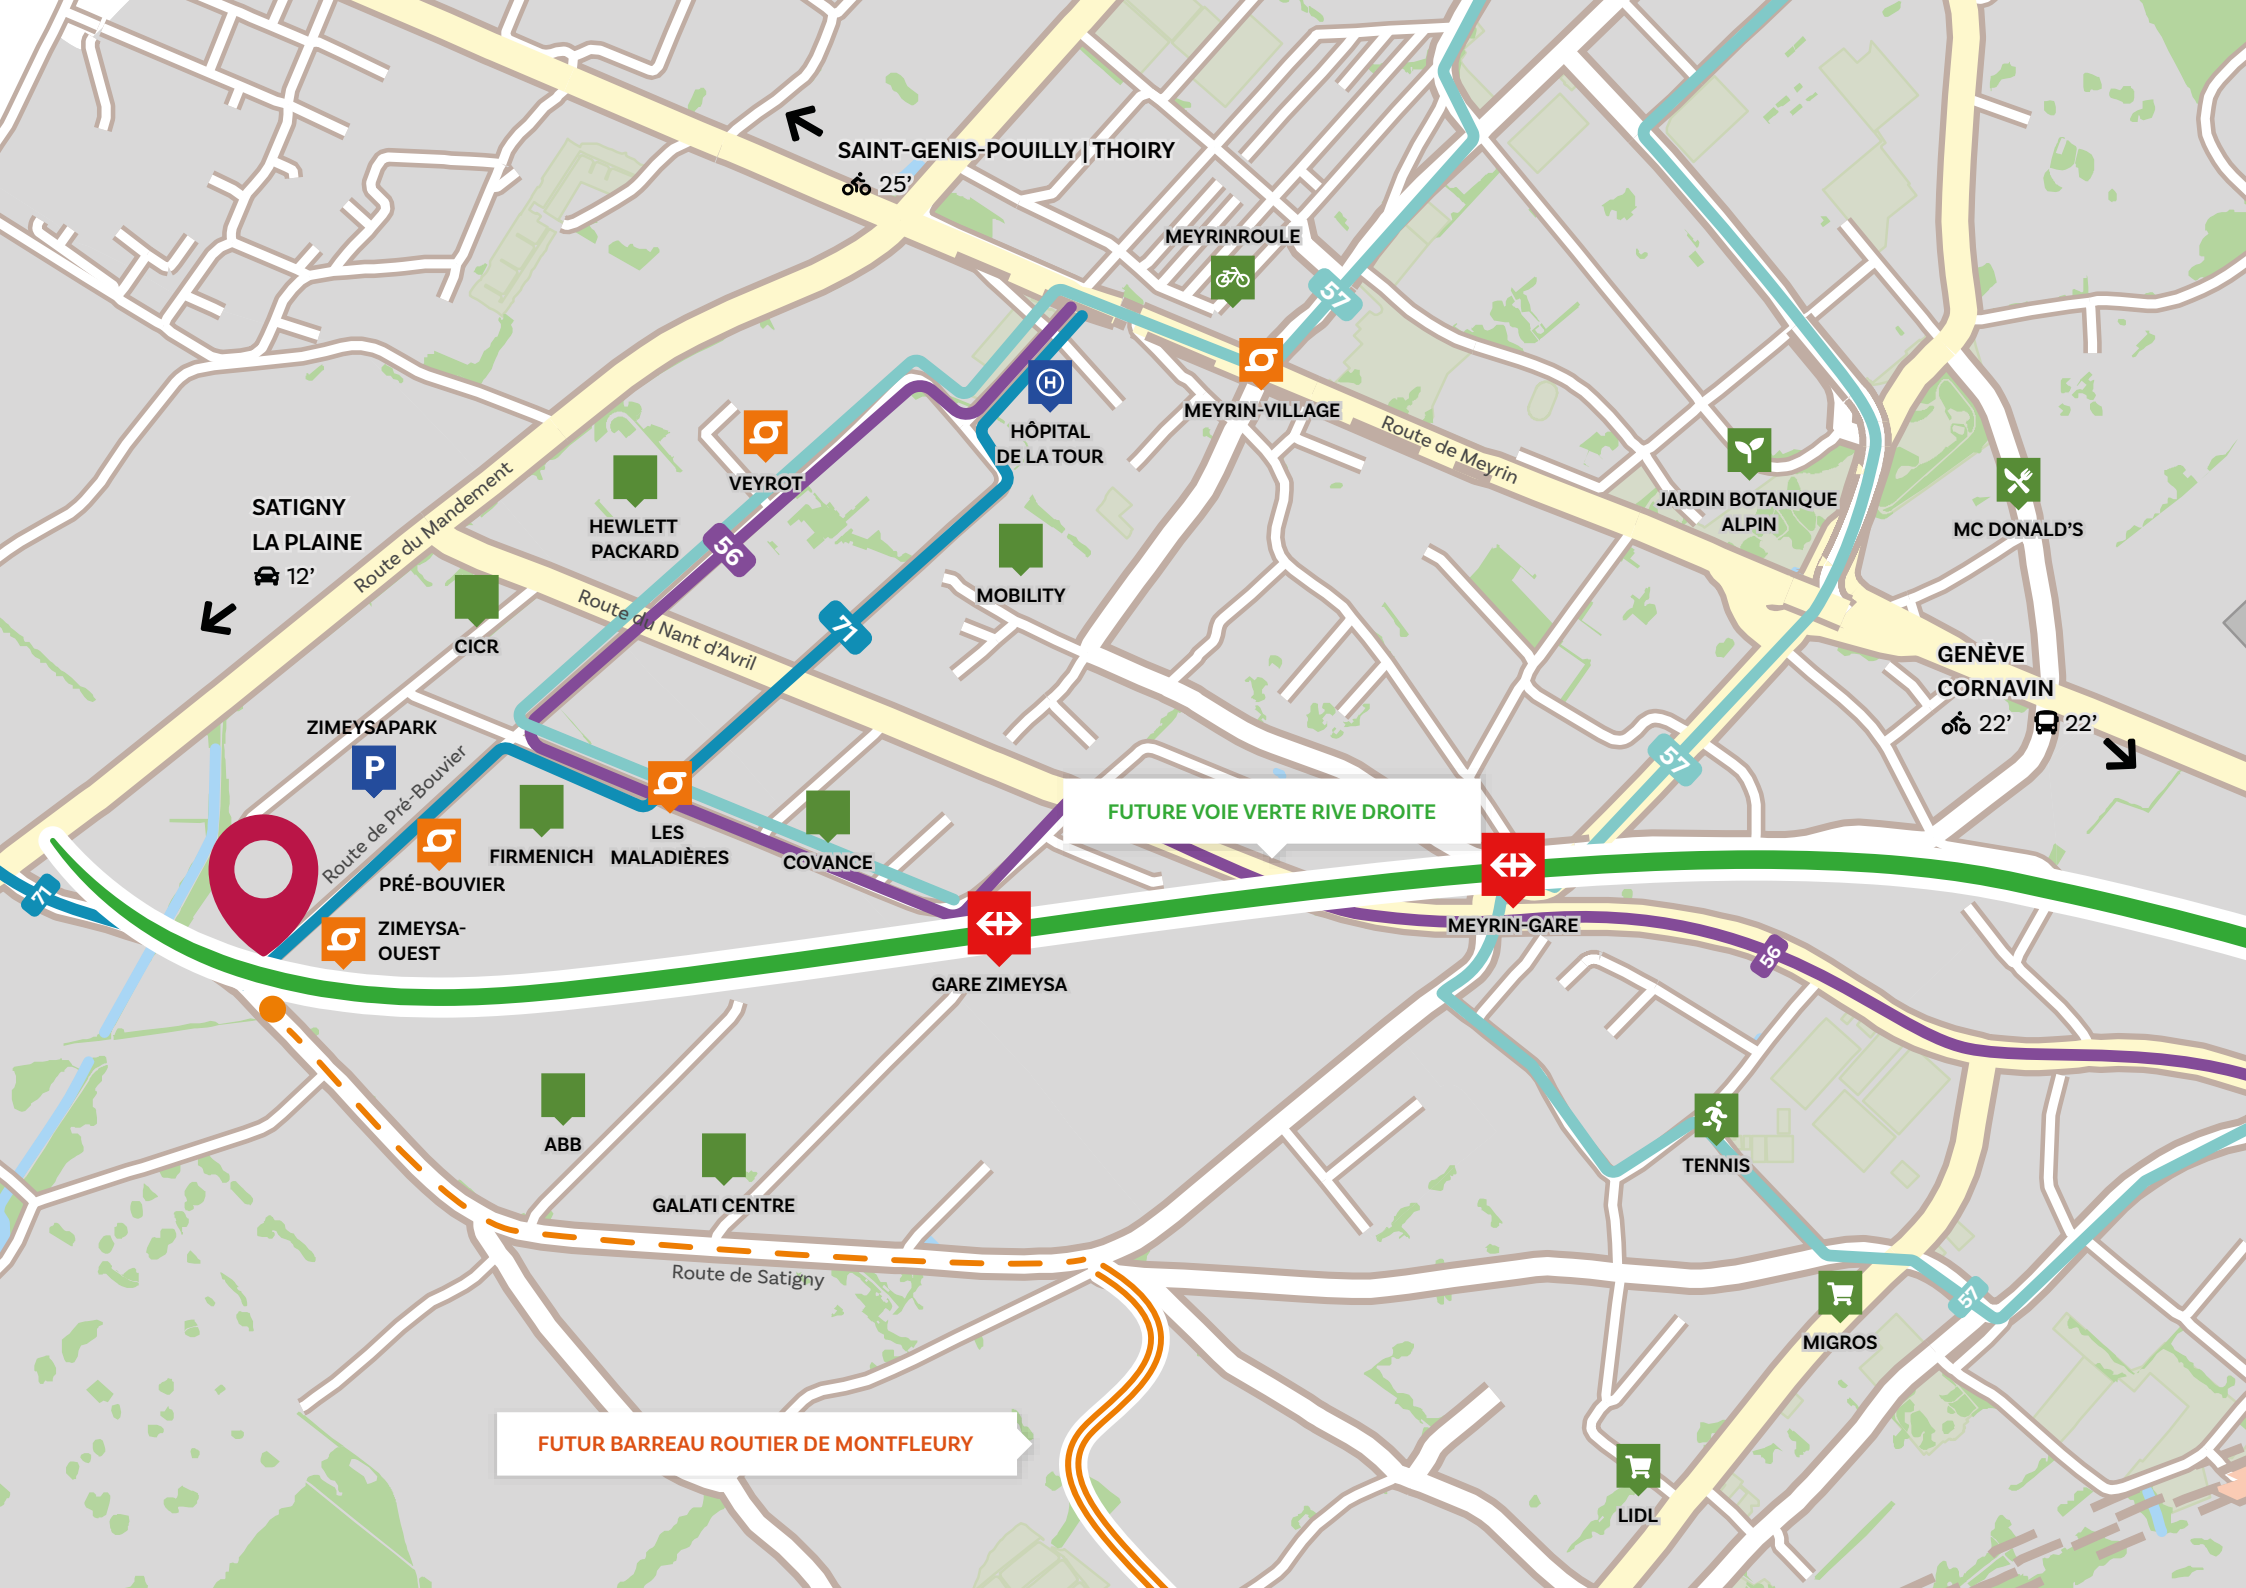 SAINT-GENIS-POUILLY | THOIRY
25'
MEYRINROULE
57
HÔPITAL
DE LA TOUR
MEYRIN-VILLAGE
Route de Meyrin
VEYROT
JARDIN BOTANIQUE
ALPIN
MC DONALD'S
HEWLETT
PACKARD
SATIGNY
LA PLAINE
12'
Route du Mandement
56
MOBILITY
CICR
Route du Nant d'Avril
71
GENÈVE
CORNAVIN
22' 22'
ZIMEYSAPARK
P
57
Route de Pré-Bouvier
FUTURE VOIE VERTE RIVE DROITE
FIRMENICH
LES
MALADIÈRES
COVANCE
PRÉ-BOUVIER
71
ZIMEYSA-
OUEST
MEYRIN-GARE
56
GARE ZIMEYSA
ABB
TENNIS
GALATI CENTRE
Route de Satigny
57
MIGROS
FUTUR BARREAU ROUTIER DE MONTFLEURY
LIDL
H